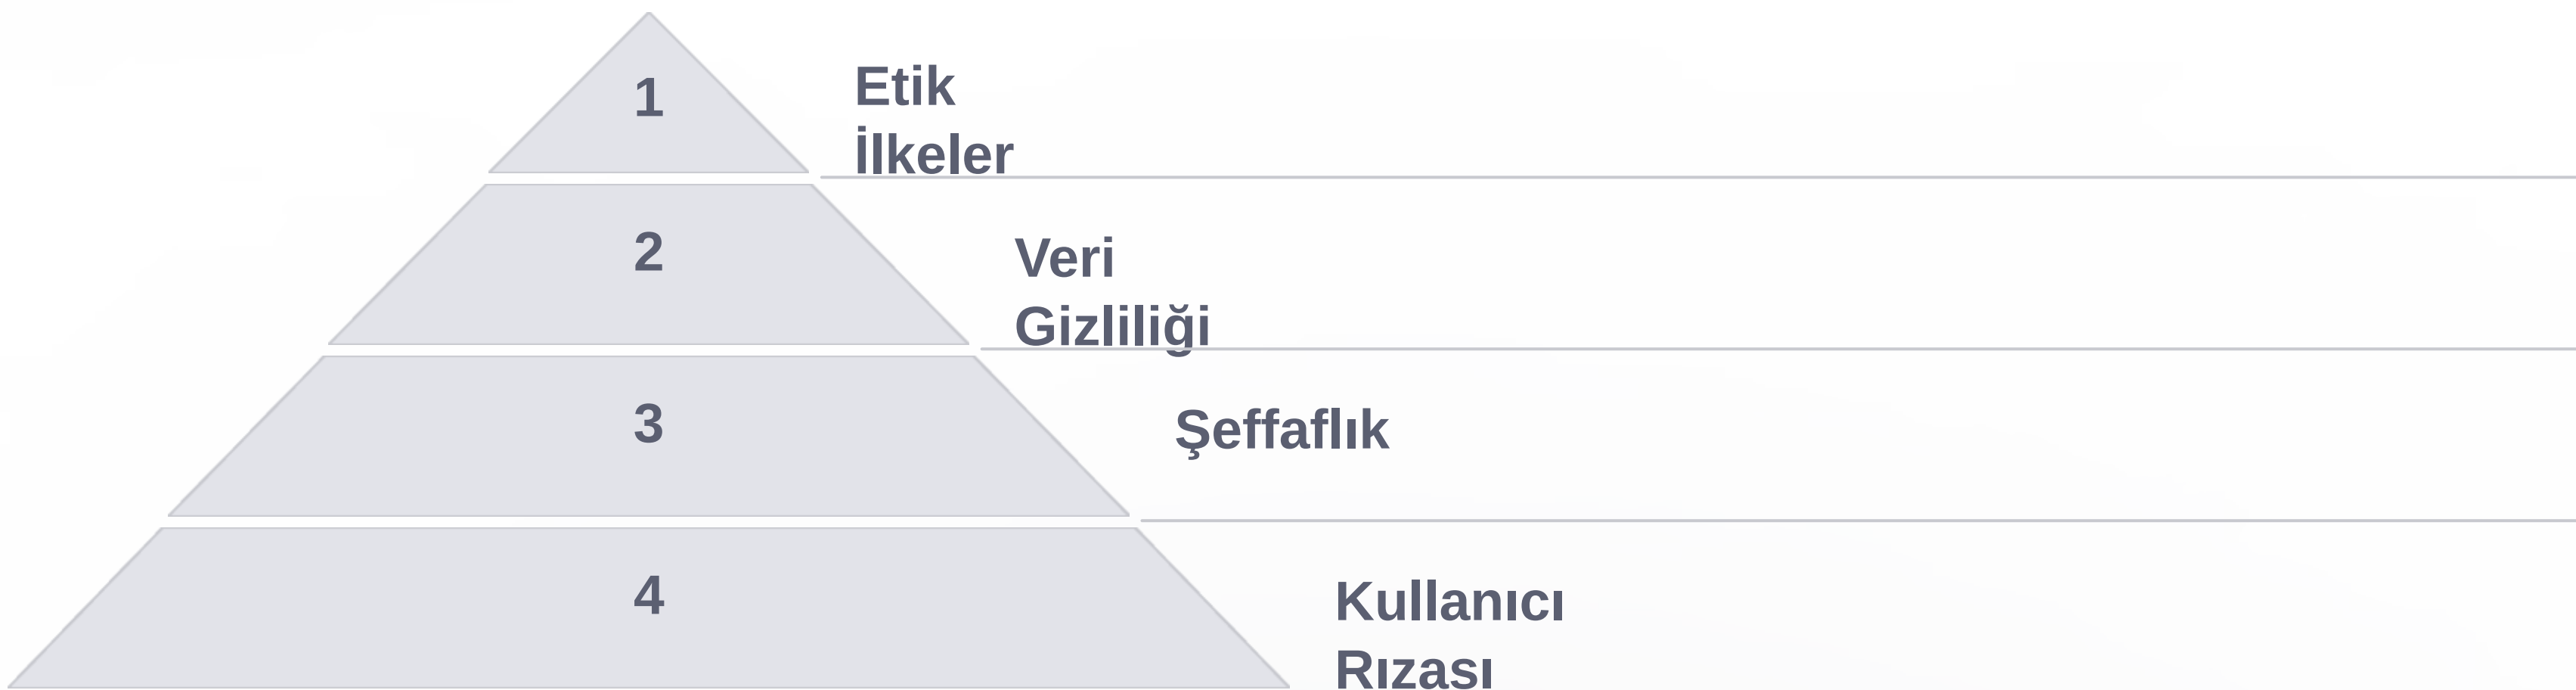 1
Etik
İlkeler
2
Veri
Gizliliği
3
Şeffaflık
4
Kullanıcı
Rızası